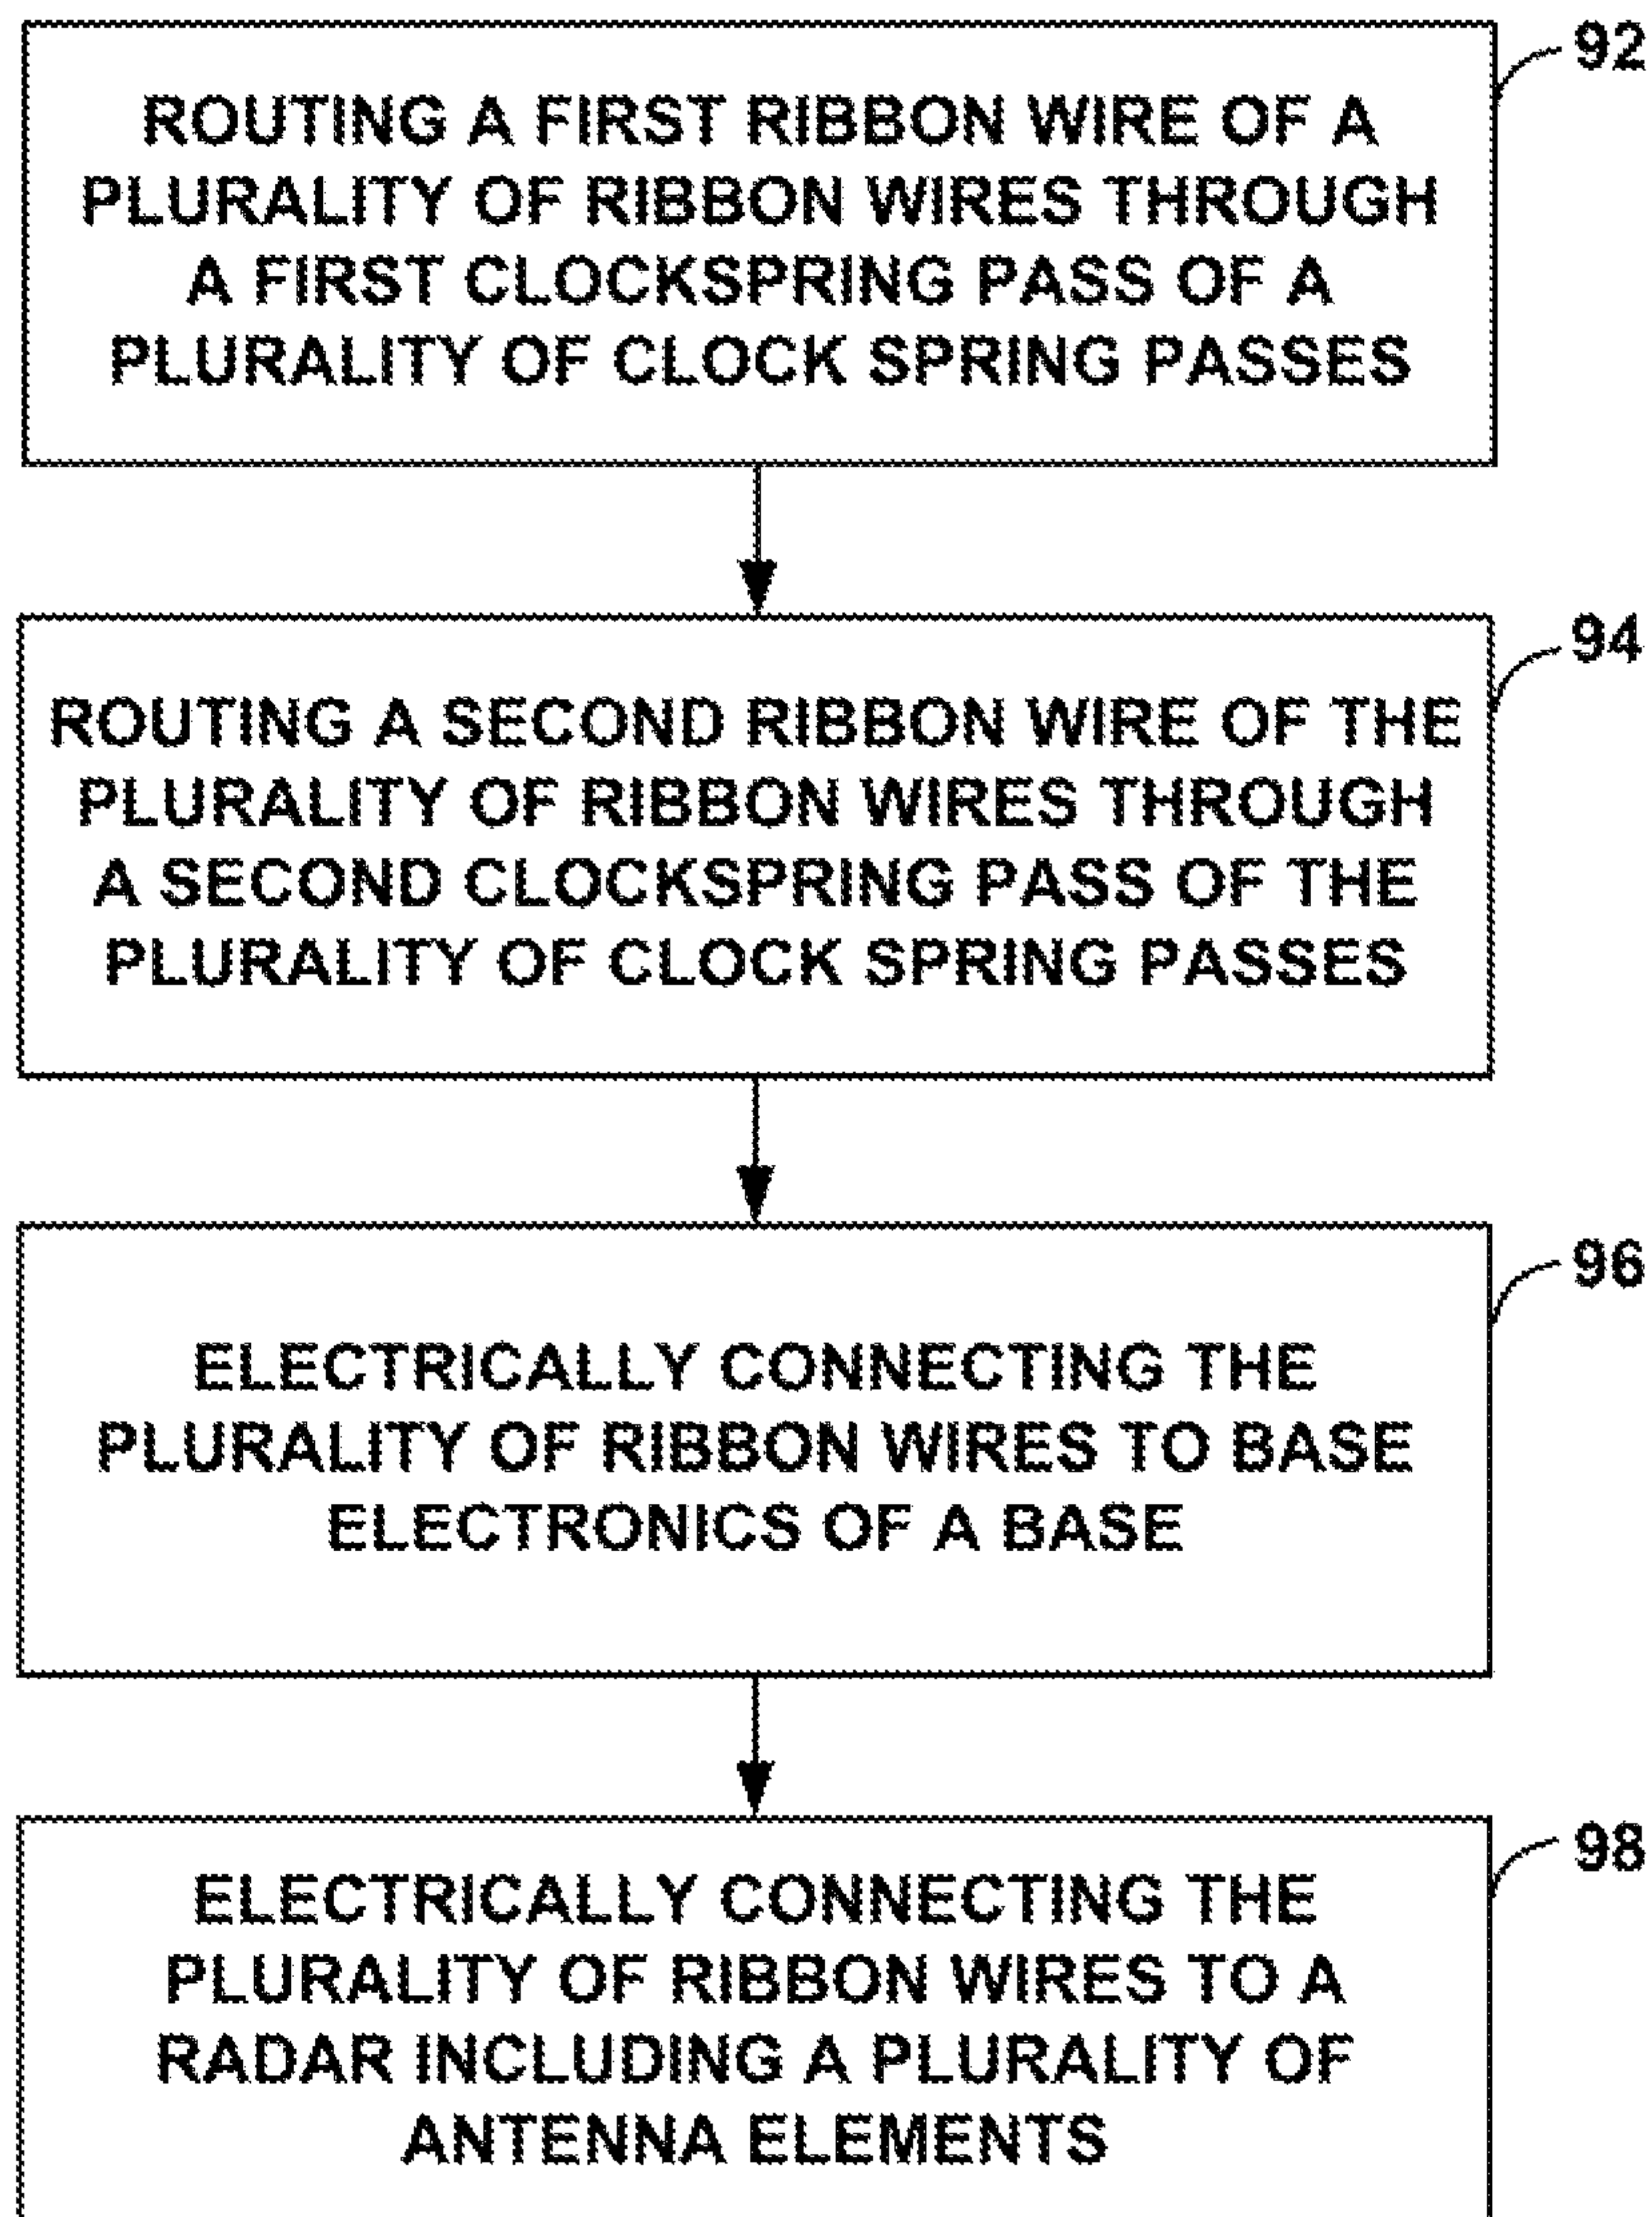 92
ROUTING A FIRST RIBBON WIRE OF A
PLURALITY OF RIBBON WIRES THROUGH
A FIRST CLOCKSPRING PASS OF A
PLURALITY OF CLOCK SPRING PASSES
94
ROUTING A SECOND RIBBON WIRE OF THE
PLURALITY OF RIBBON WIRES THROUGH
A SECOND CLOCKSPRING PASS OF THE
PLURALITY OF CLOCK SPRING PASSES
96
ELECTRICALLY CONNECTING THE
PLURALITY OF RIBBON WIRES TO BASE
ELECTRONICS OF A BASE
98
ELECTRICALLY CONNECTING THE
PLURALITY OF RIBBON WIRES TO A
RADAR INCLUDING A PLURALITY OF
ANTENNA ELEMENTS